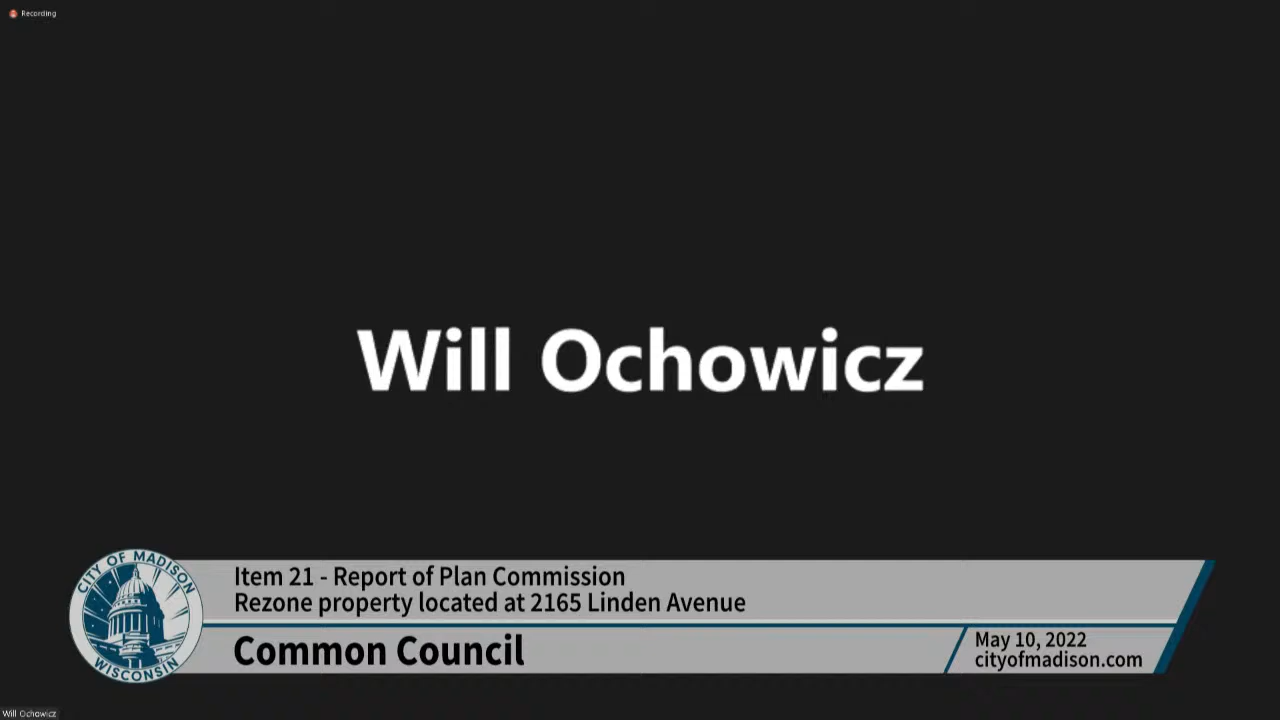 Recording
Will Ochowicz
CITY OF MADISON
WISCONSIN
Item 21 - Report of Plan Commission
Rezone property located at 2165 Linden Avenue
Common Council
May 10, 2022
cityofmadison.com
Will Ochowicz